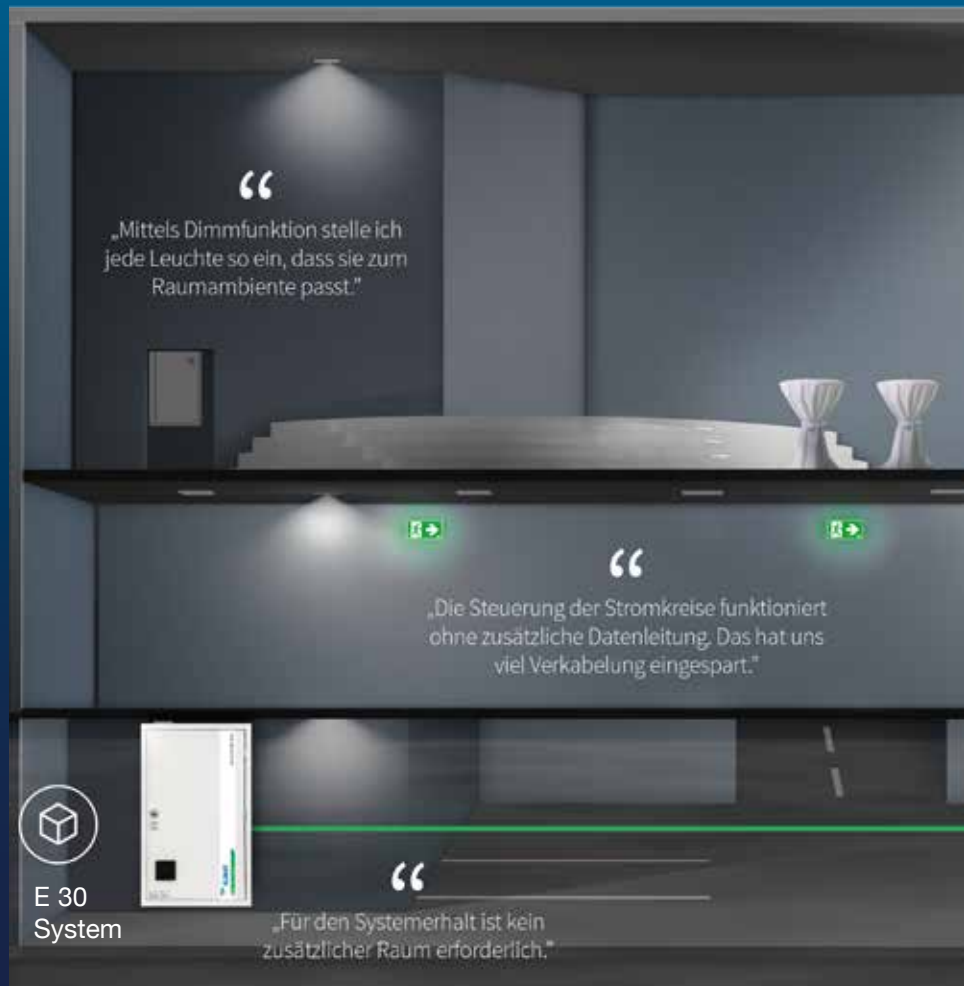 “
„Mittels Dimmfunktion stelle ich
jede Leuchte so ein, dass sie zum
Raumambiente passt.”
“
„Die Steuerung der Stromkreise funktioniert
ohne zusätzliche Datenleitung. Das hat uns
viel Verkabelung eingespart.”
E 30
System
“
„Für den Systemerhalt ist kein
zusätzlicher Raum erforderlich.”